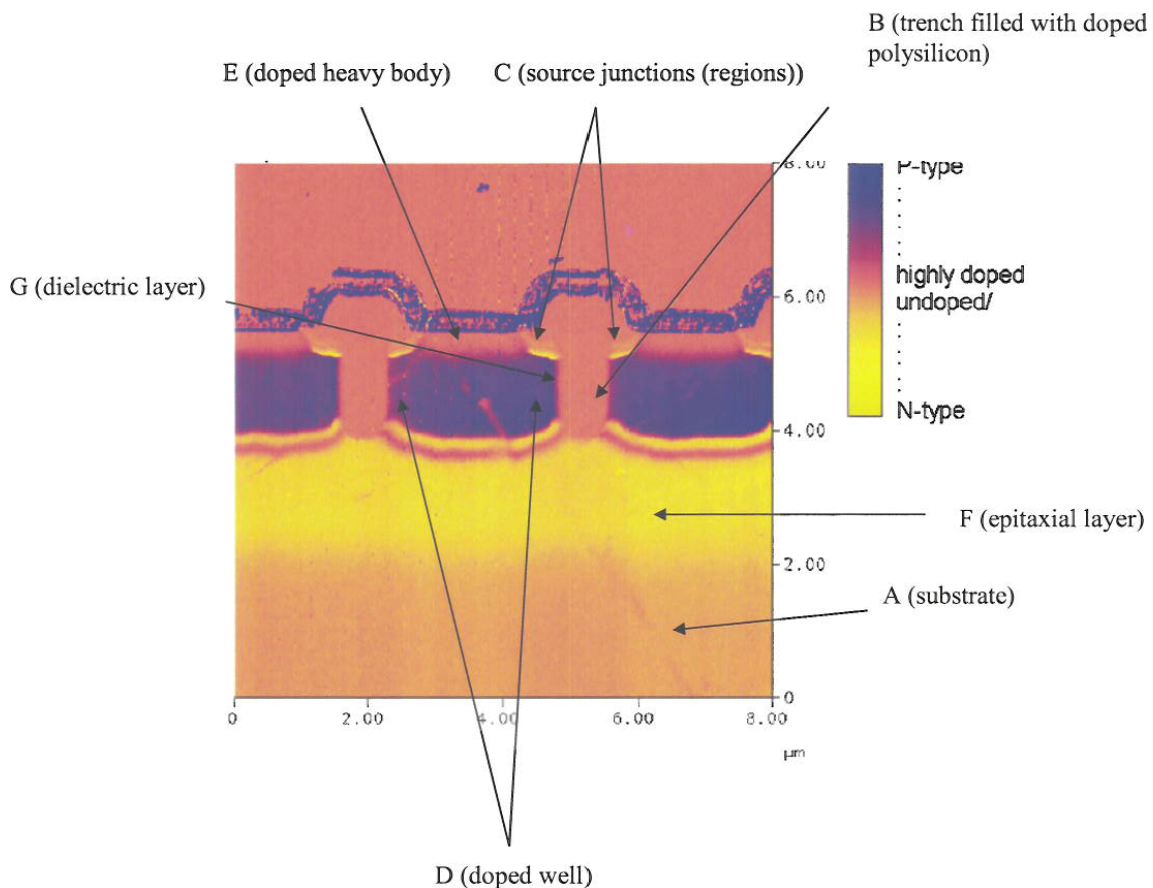 B (trench filled with doped
polysilicon)
E (doped heavy body)
C (source junctions (regions))
8.00
P-type
G (dielectric layer)
6.00
highly doped
undoped/
4.00
N-type
F (epitaxial layer)
2.00
A (substrate)
0
0 2.00 4.00 6.00 8.00
µm
D (doped well)